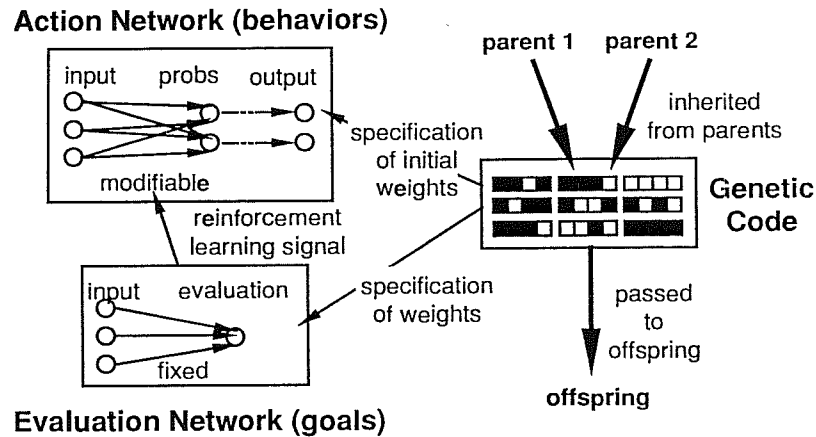 Action Network (behaviors)
input probs output
modifiable
reinforcement
learning signal
input evaluation
fixed
Evaluation Network (goals)
specification
of initial
weights
specification
of weights
parent 1 parent 2
inherited
from parents
Genetic
Code
passed
to
offspring
offspring